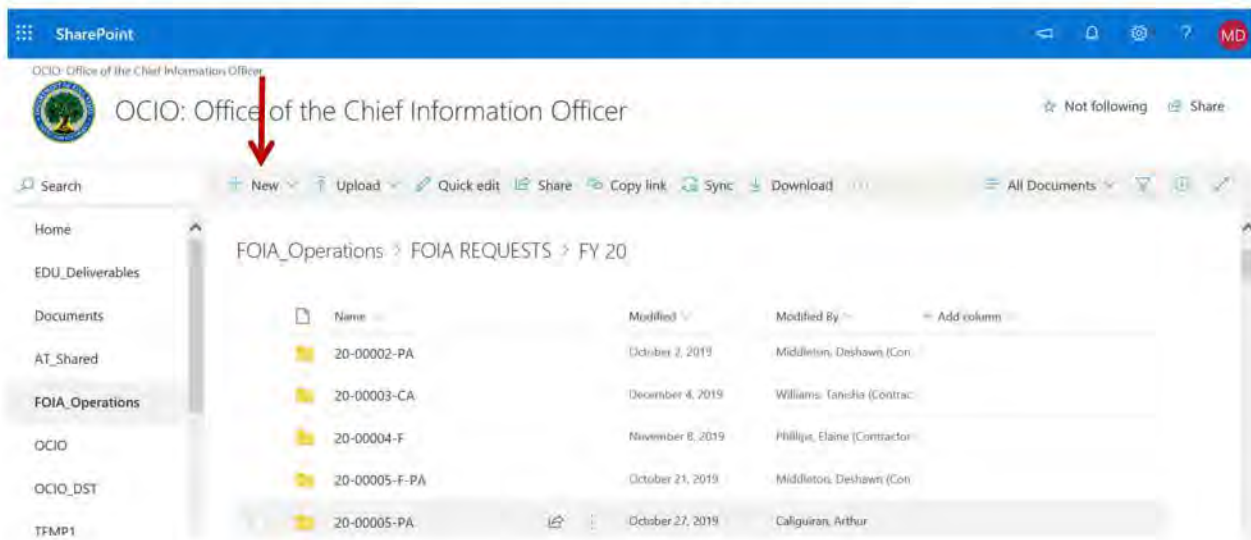 SharePoint
?
MD
OCIO: Office of the Chief Information Officer
OCIO: Office of the Chief Information Officer
Not following
Share
Search
New
Upload
Quick edit
Share
Copy link
Sync
Download
All Documents
Home
EDU_Deliverables
Documents
AT_Shared
FOIA_Operations
OCIO
OCIO_DST
TEMP1
FOIA_Operations > FOIA REQUESTS > FY 20
Name Modified Modified By + Add column
20-00002-PA October 2, 2019 Middleton, Deshawn (Con
20-00003-CA December 4, 2019 Williams, Tanisha (Contrac
20-00004-F November 8, 2019 Phillips, Elaine (Contractor
20-00005-F-PA October 21, 2019 Middleton, Deshawn (Con
20-00005-PA October 27, 2019 Caliguiran, Arthur